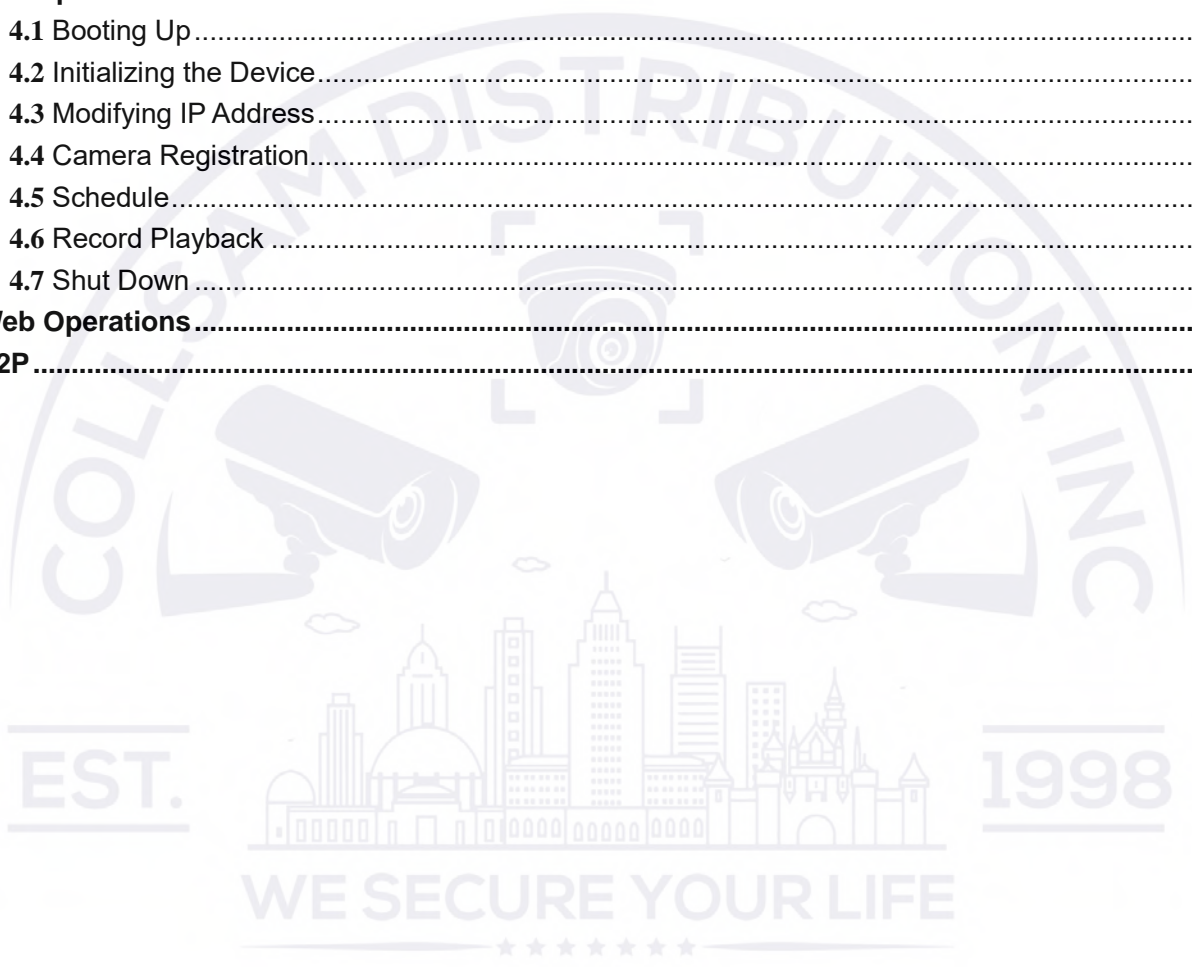 4.1 Booting Up
4.2 Initializing the Device
4.3 Modifying IP Address
4.4 Camera Registration
4.5 Schedule
4.6 Record Playback
4.7 Shut Down
eb Operations
2P
COLLSAM DISTRIBUTION, INC
EST.
1998
WE SECURE YOUR LIFE